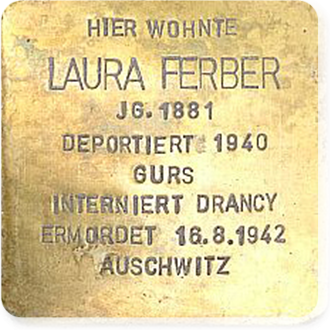 HIER WOHNTE
LAURA FERBER
JG. 1881
DEPORTIERT 1940
GURS
INTERNIERT DRANCY
ERMORDET 16.8.1942
AUSCHWITZ